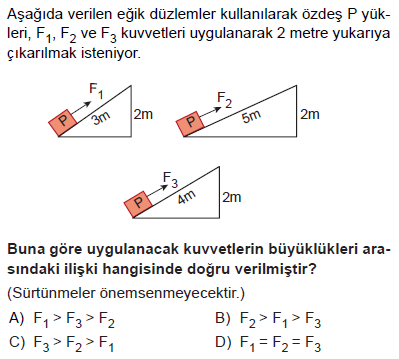 Aşağıda verilen eğik düzlemler kullanılarak özdeş P yük-
leri, F₁, F₂ ve F₃ kuvvetleri uygulanarak 2 metre yukarıya
çıkarılmak isteniyor.
F₁
P
3m
2m
F₂
P
5m
2m
F₃
P
4m
2m
Buna göre uygulanacak kuvvetlerin büyüklükleri ara-
sındaki ilişki hangisinde doğru verilmiştir?
(Sürtünmeler önemsenmeyecektir.)
A) F₁ > F₃ > F₂
B) F₂ > F₁ > F₃
C) F₃ > F₂ > F₁
D) F₁ = F₂ = F₃